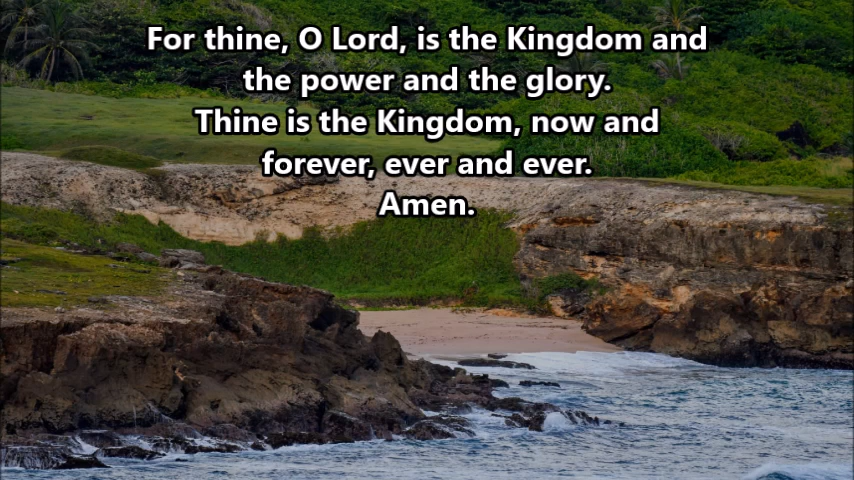 For thine, O Lord, is the Kingdom and
the power and the glory.
Thine is the Kingdom, now and
forever, ever and ever.
Amen.